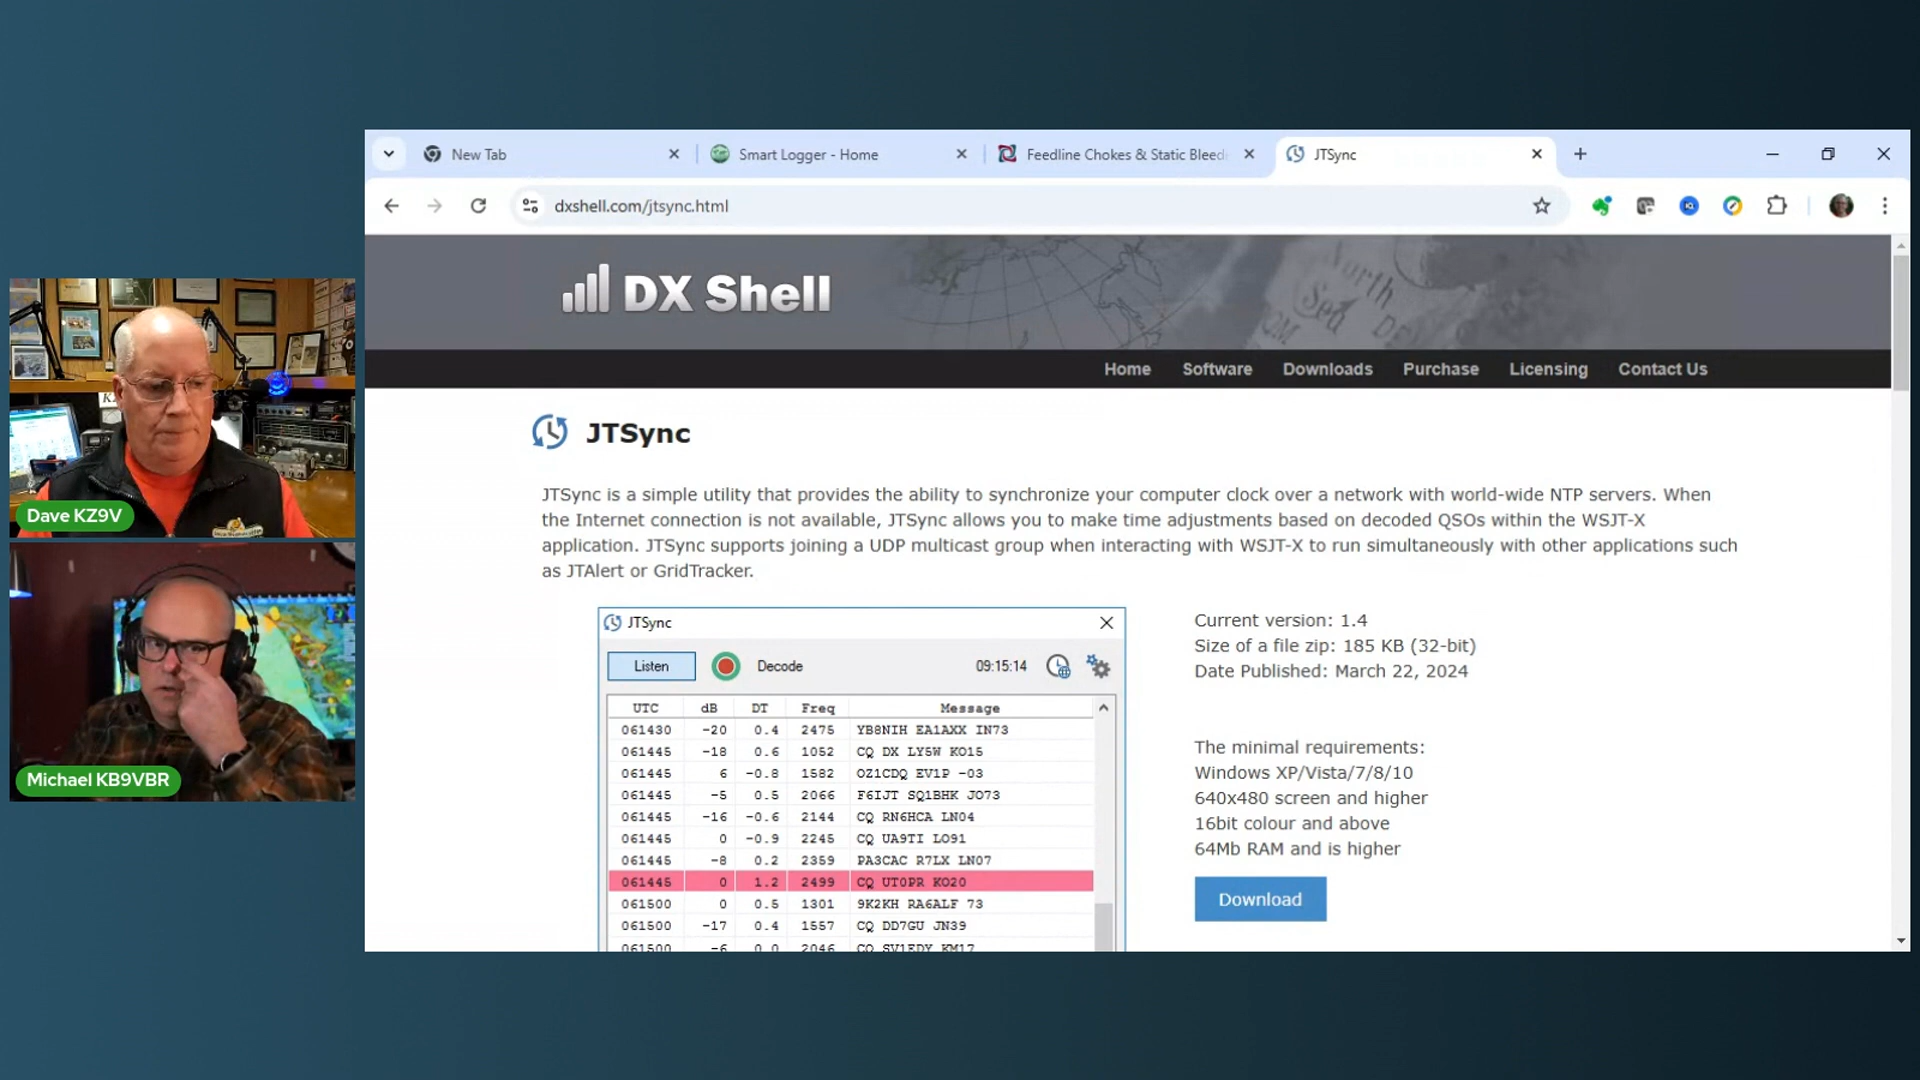 New Tab
Smart Logger - Home
Feedline Chokes & Static Bleed
JTSync
dxshell.com/jtsync.html
DX Shell
North
Sea
Home
Software
Downloads
Purchase
Licensing
Contact Us
JTSync
JTSync is a simple utility that provides the ability to synchronize your computer clock over a network with world-wide NTP servers. When
the Internet connection is not available, JTSync allows you to make time adjustments based on decoded QSOs within the WSJT-X
application. JTSync supports joining a UDP multicast group when interacting with WSJT-X to run simultaneously with other applications such
as JTAlert or GridTracker.
JTSync
Listen
Decode
09:15:14
UTC dB DT Freq Message
061430 -20 0.4 2475 YB8NIH EA1AXX IN73
061445 -18 0.6 1052 CQ DX LY5W KO15
061445 6 -0.8 1582 OZ1CDQ EV1P -03
061445 -5 0.5 2066 F6IJT SQ1BHK JO73
061445 -16 -0.6 2144 CQ RN6HCA LN04
061445 0 -0.9 2245 CQ UA9TI LO91
061445 -8 0.2 2359 PA3CAC R7LX LN07
061445 0 1.2 2499 CQ UT0PR KO20
061500 0 0.5 1301 9K2KH RA6ALF 73
061500 -17 0.4 1557 CQ DD7GU JN39
061500 -6 0.0 2046 CQ SV1EDY KM17
Current version: 1.4
Size of a file zip: 185 KB (32-bit)
Date Published: March 22, 2024
The minimal requirements:
Windows XP/Vista/7/8/10
640x480 screen and higher
16bit colour and above
64Mb RAM and is higher
Download
Dave KZ9V
Michael KB9VBR